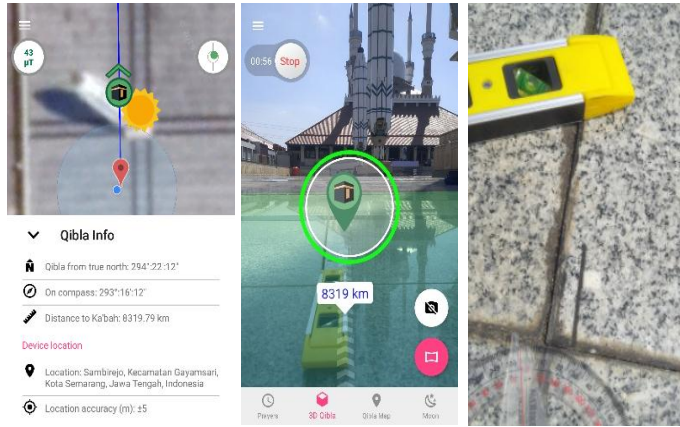 43
µT
Qibla Info
Qibla from true north: 294°:22':12"
On compass: 293°:16':12"
Distance to Ka'bah: 8319.79 km
Device location
Location: Sambirejo, Kecamatan Gayamsari,
Kota Semarang, Jawa Tengah, Indonesia
Location accuracy (m): ±5
00:56 Stop
8319 km
Prayers 3D Qibla Qibla Map Moon